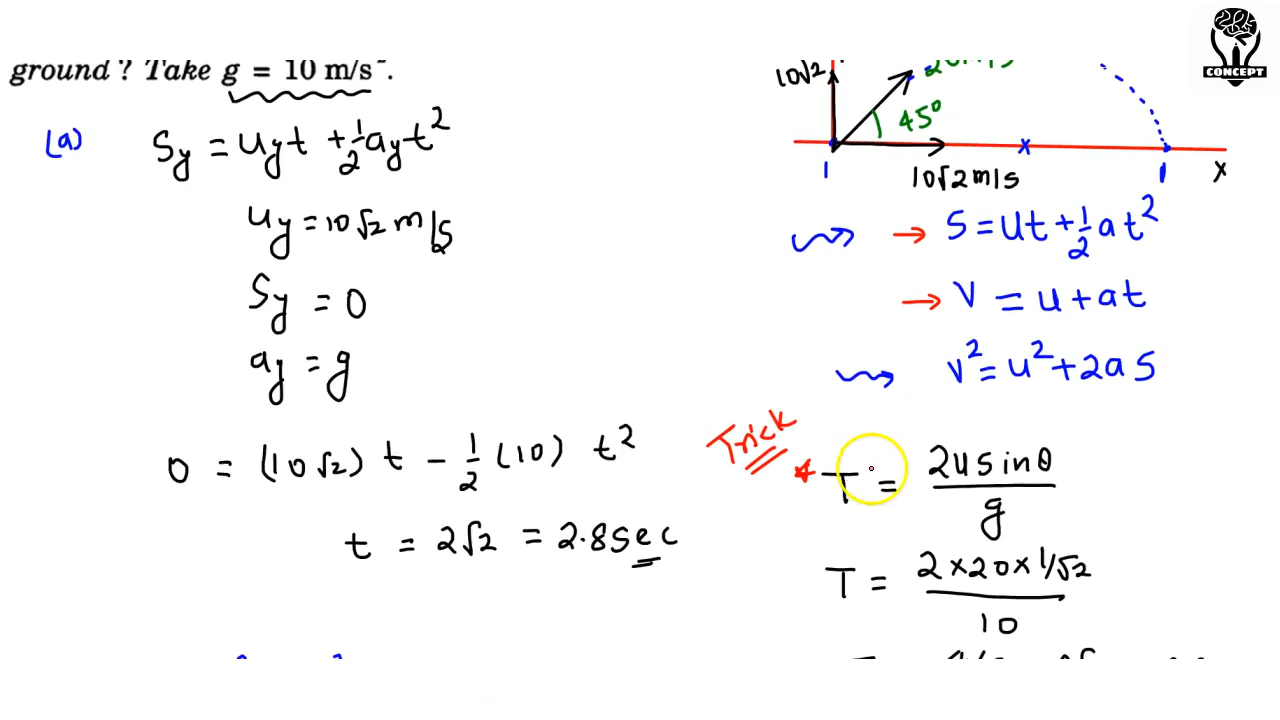 CONCEPT
ground ? Take g = 10 m/s².
(a) Sy = uyt + 1/2 ayt²
uy = 10√2 m/s
Sy = 0
ay = g
0 = (10√2) t - 1/2 (10) t²
t = 2√2 = 2.8sec
10√2
20m/s
45°
10√2 m/s
x
→ S = ut + 1/2 at²
→ V = u + at
V² = u² + 2aS
Trick
T = 2usinθ/g
T = 2×20×1/√2 / 10